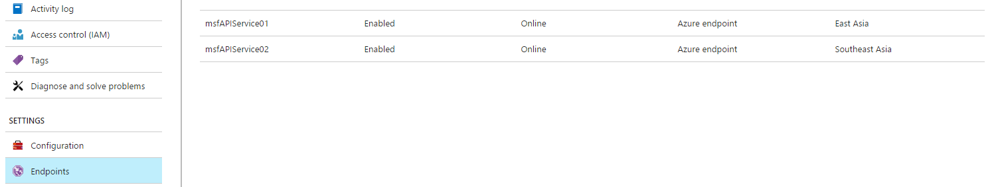 Activity log
Access control (IAM)
Tags
Diagnose and solve problems
SETTINGS
Configuration
Endpoints
msfAPIService01 Enabled Online Azure endpoint East Asia
msfAPIService02 Enabled Online Azure endpoint Southeast Asia